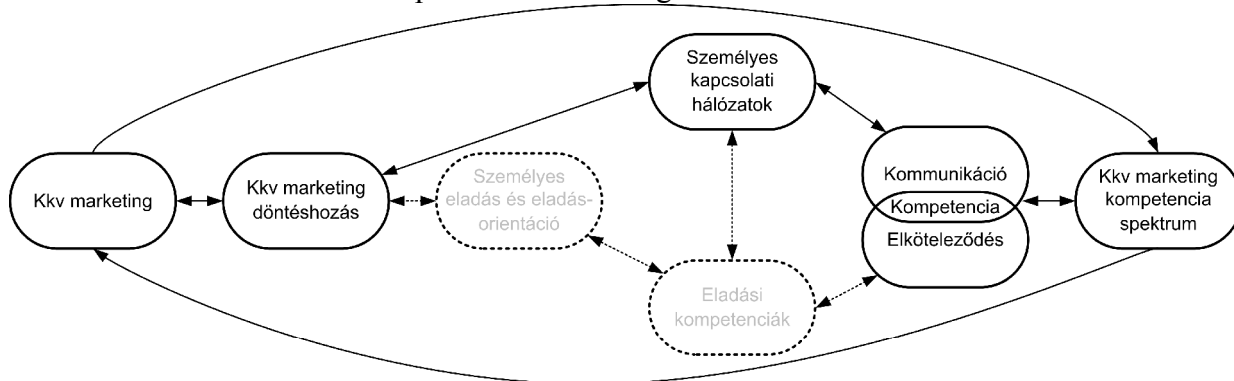 Személyes
kapcsolati
hálózatok
Kkv marketing
Kkv marketing
döntéshozás
Személyes
eladás és eladás-
orientáció
Kommunikáció
Kompetencia
Elköteleződés
Kkv marketing
kompetencia
spektrum
Eladási
kompetenciák